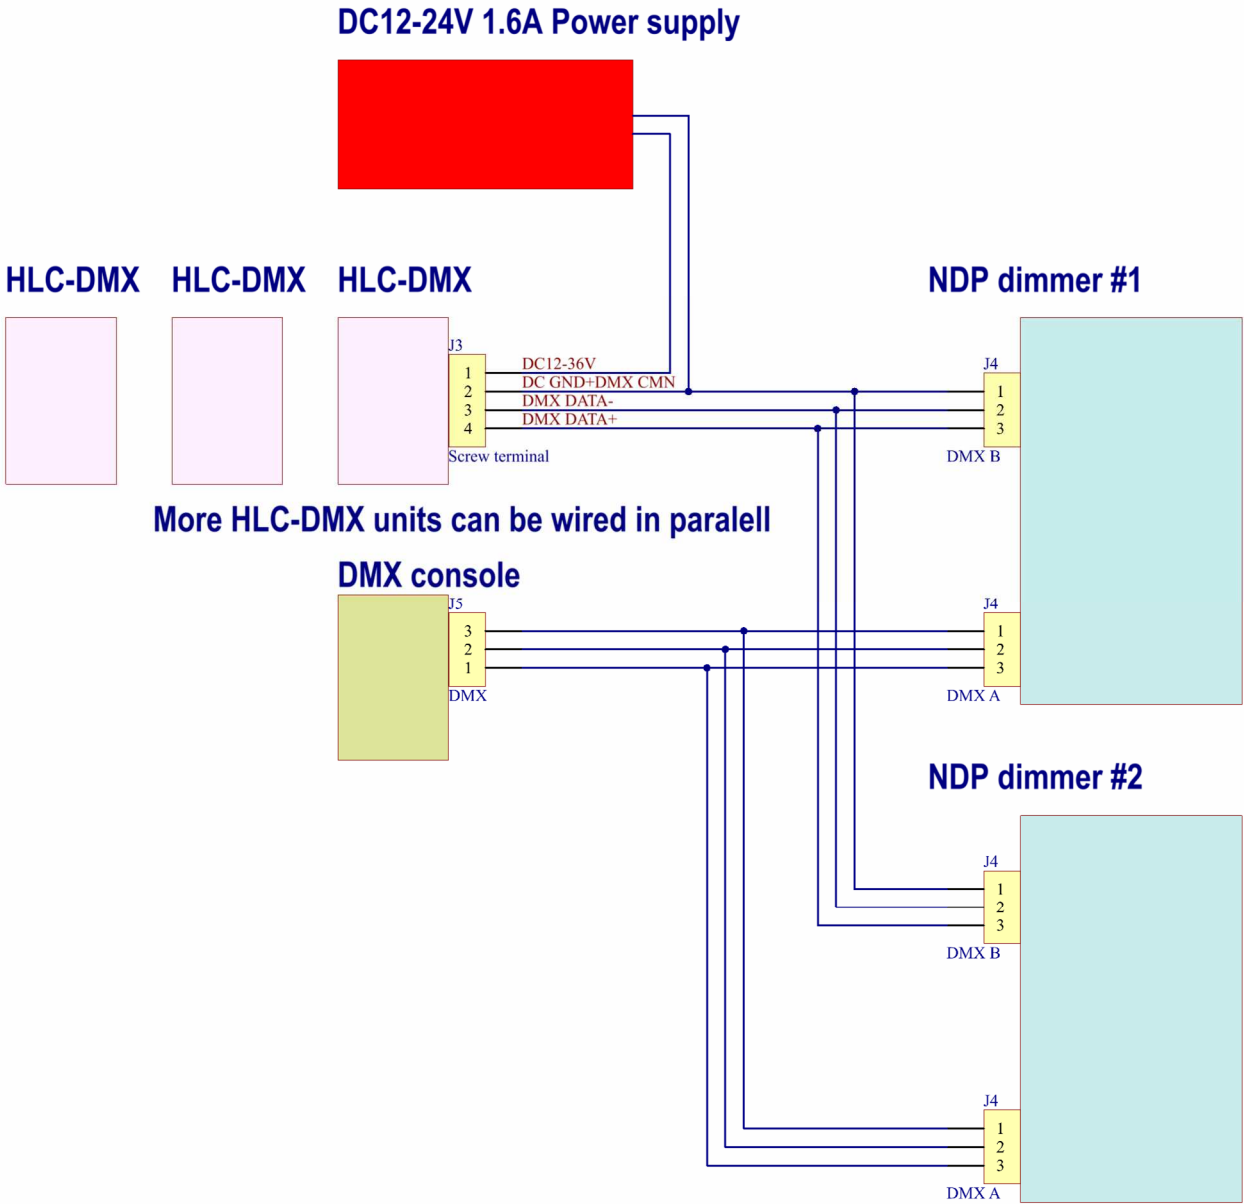 DC12-24V 1.6A Power supply
HLC-DMX HLC-DMX HLC-DMX NDP dimmer #1
J3
1 DC12-36V
2 DC GND+DMX CMN
3 DMX DATA-
4 DMX DATA+
Screw terminal
J4
1
2
3
DMX B
More HLC-DMX units can be wired in paralell
DMX console
J5
3
2
1
DMX
J4
1
2
3
DMX A
NDP dimmer #2
J4
1
2
3
DMX B
J4
1
2
3
DMX A